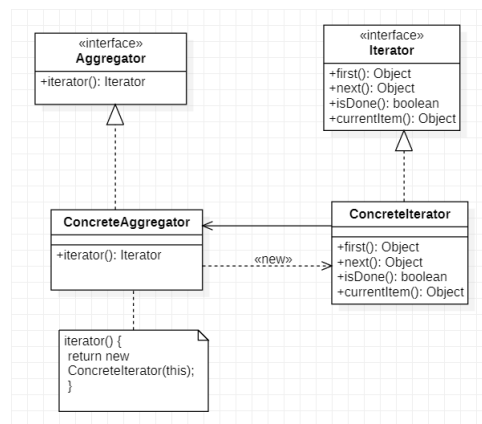 «interface»
Aggregator
+iterator(): Iterator
«interface»
Iterator
+first(): Object
+next(): Object
+isDone(): boolean
+currentItem(): Object
ConcreteAggregator
+iterator(): Iterator
«new»
ConcreteIterator
+first(): Object
+next(): Object
+isDone(): boolean
+currentItem(): Object
iterator() {
return new
ConcreteIterator(this);
}